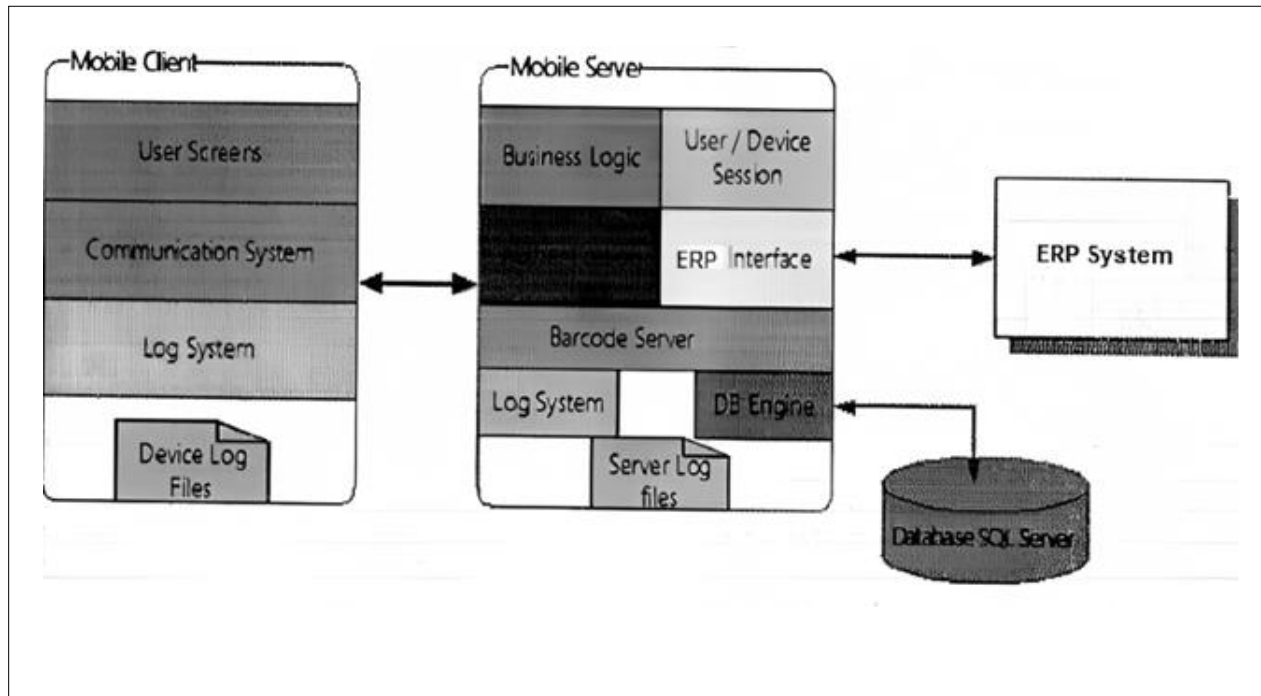 Mobile Client
User Screens
Communication System
Log System
Device Log
Files
Mobile Server
Business Logic
User / Device
Session
ERP Interface
Barcode Server
Log System
DB Engine
Server Log
files
ERP System
Database SQL Server